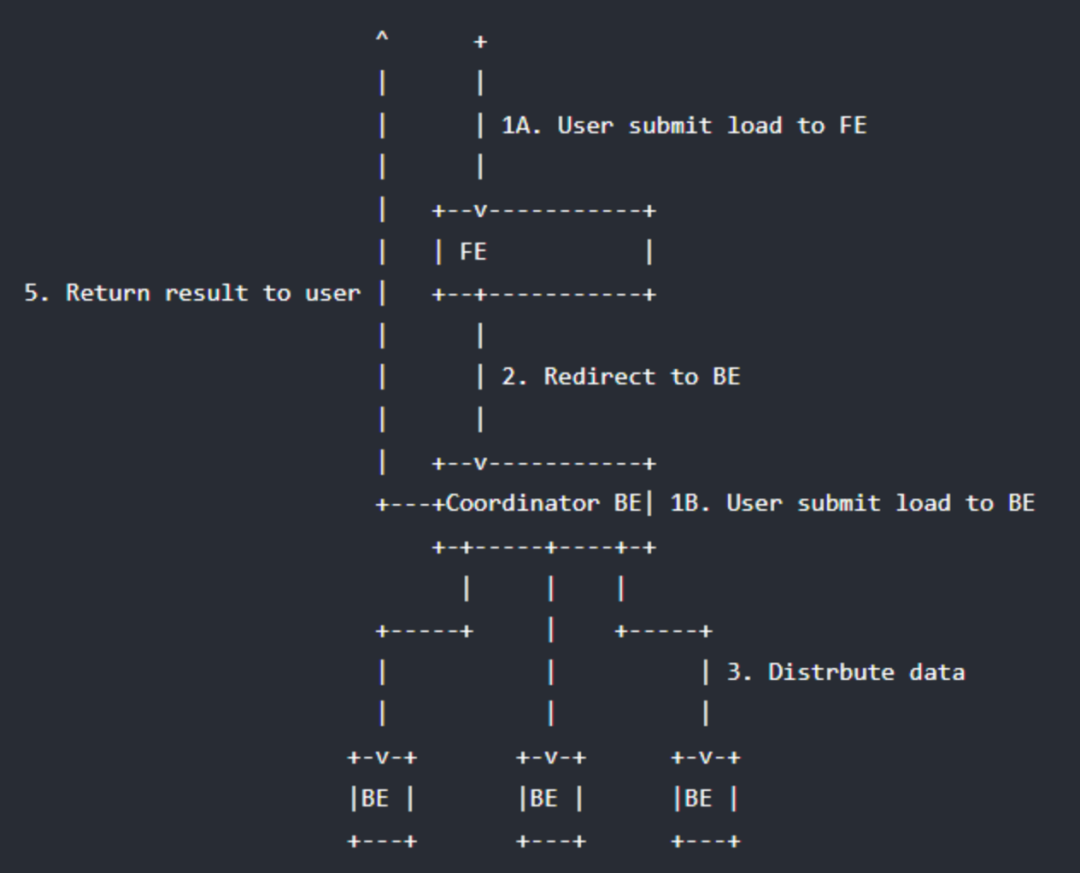 ^      +
|      |
|      | 1A. User submit load to FE
|      |
|   +--v-----------+
|   | FE           |
5. Return result to user |   +--+-----------+
|      |
|      | 2. Redirect to BE
|      |
|   +--v-----------+
+---+Coordinator BE| 1B. User submit load to BE
+-+-----+----+-+
|     |    |
+-----+     |    +-----+
|           |          | 3. Distrbute data
|           |          |
+-v-+       +-v-+      +-v-+
|BE |       |BE |      |BE |
+---+       +---+      +---+